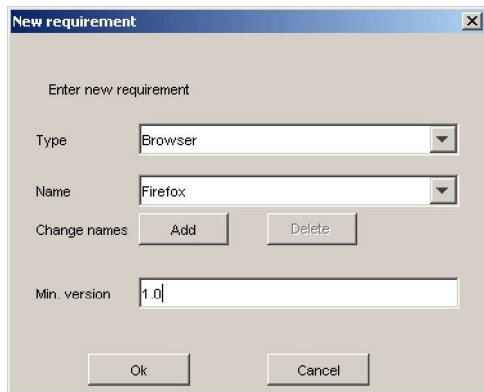 New requirement
Enter new requirement
Type Browser
Name Firefox
Change names Add Delete
Min. version 1.0
Ok Cancel